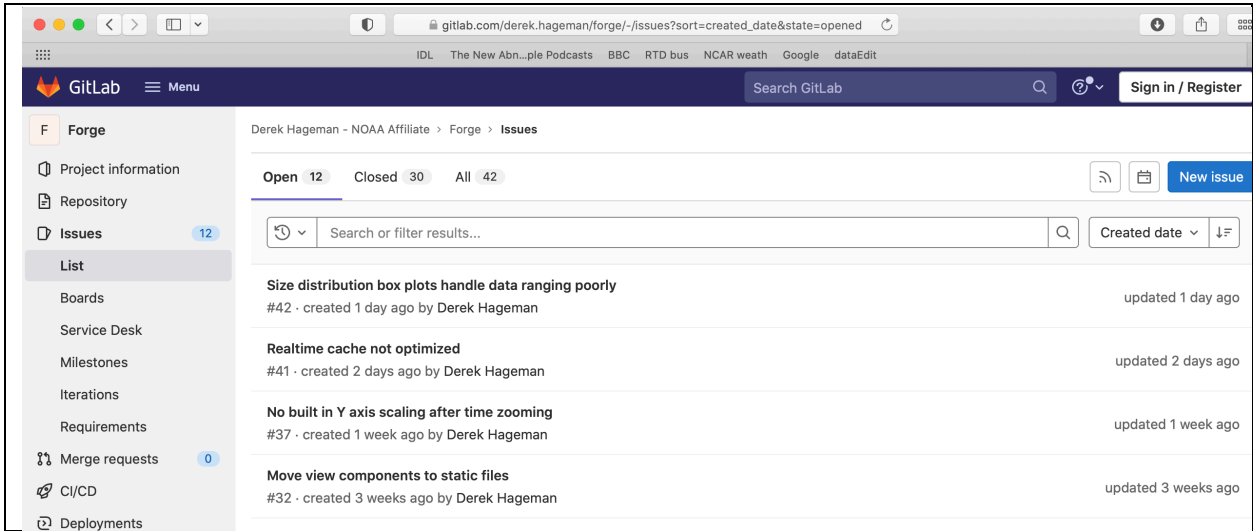 gitlab.com/derek.hageman/forge/-/issues?sort=created_date&state=opened
IDL The New Abn...ple Podcasts BBC RTD bus NCAR weath Google dataEdit
GitLab Menu Search GitLab Sign in / Register
F Forge
Project information
Repository
Issues 12
List
Boards
Service Desk
Milestones
Iterations
Requirements
Merge requests 0
CI/CD
Deployments
Derek Hageman - NOAA Affiliate > Forge > Issues
Open 12 Closed 30 All 42 New issue
Search or filter results... Created date
Size distribution box plots handle data ranging poorly
#42 · created 1 day ago by Derek Hageman updated 1 day ago
Realtime cache not optimized
#41 · created 2 days ago by Derek Hageman updated 2 days ago
No built in Y axis scaling after time zooming
#37 · created 1 week ago by Derek Hageman updated 1 week ago
Move view components to static files
#32 · created 3 weeks ago by Derek Hageman updated 3 weeks ago